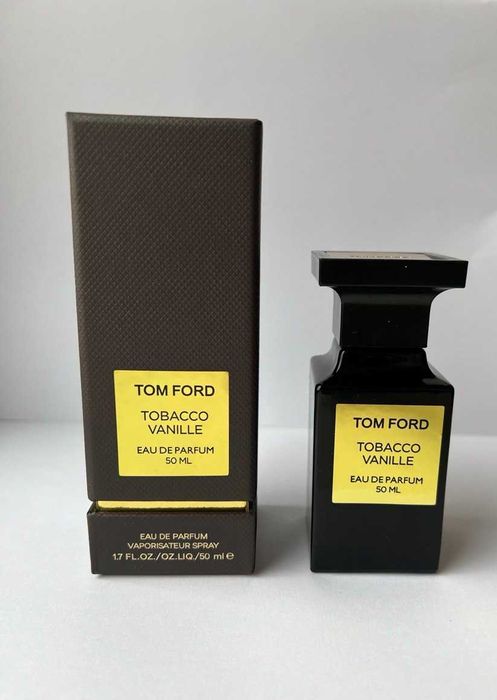 TOM FORD
TOBACCO
VANILLE
EAU DE PARFUM
50 ML
EAU DE PARFUM
VAPORISATEUR SPRAY
1.7 FL.OZ./OZ.LIQ./50 ml e
TOM FORD
TOBACCO
VANILLE
EAU DE PARFUM
50 ML